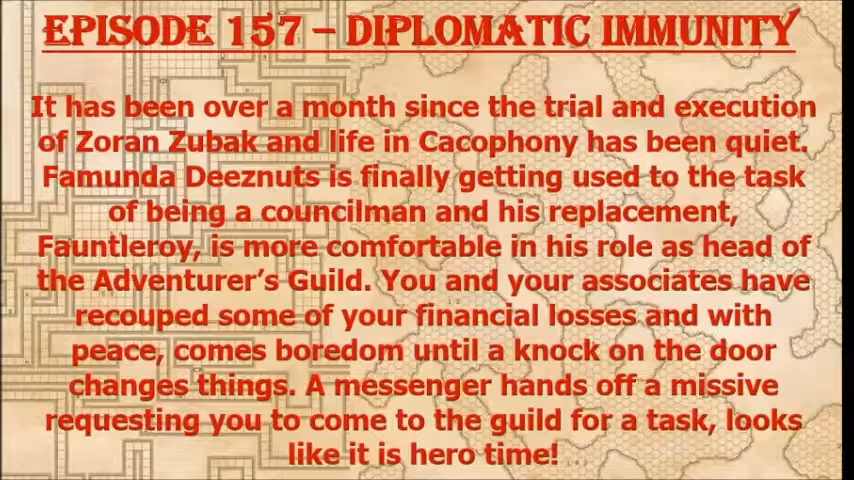 EPISODE 157 – DIPLOMATIC IMMUNITY
It has been over a month since the trial and execution
of Zoran Zubak and life in Cacophony has been quiet.
Famunda Deeznuts is finally getting used to the task
of being a councilman and his replacement,
Fauntleroy, is more comfortable in his role as head of
the Adventurer's Guild. You and your associates have
recouped some of your financial losses and with
peace, comes boredom until a knock on the door
changes things. A messenger hands off a missive
requesting you to come to the guild for a task, looks
like it is hero time!